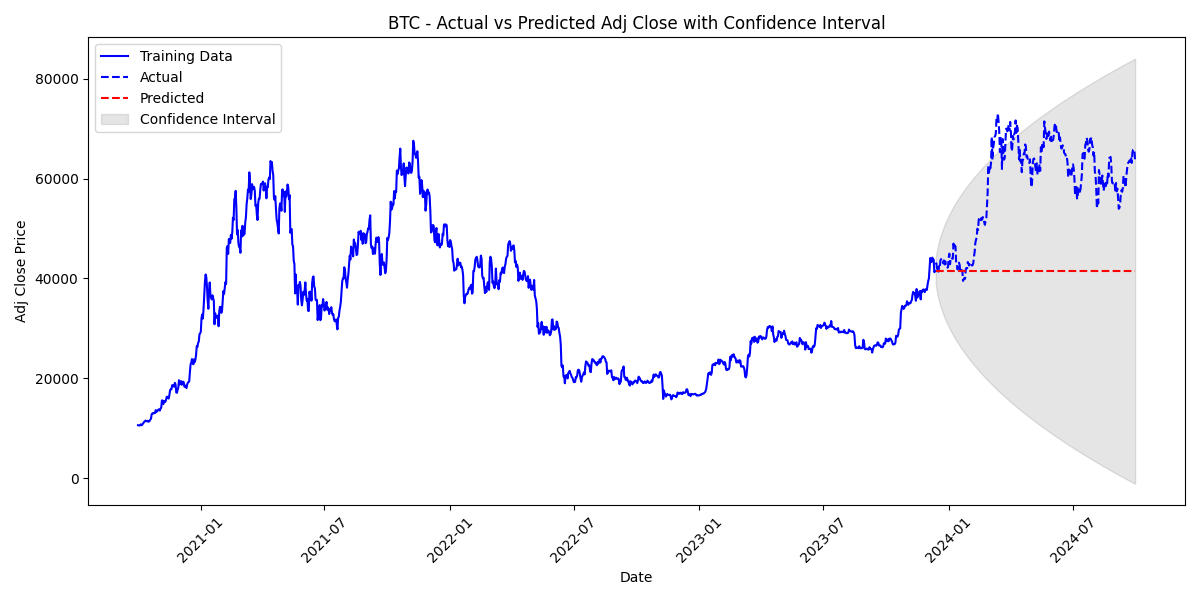 BTC - Actual vs Predicted Adj Close with Confidence Interval
Training Data
Actual
Predicted
Confidence Interval
80000
60000
40000
20000
0
Adj Close Price
2021-01
2021-07
2022-01
2022-07
2023-01
2023-07
2024-01
2024-07
Date